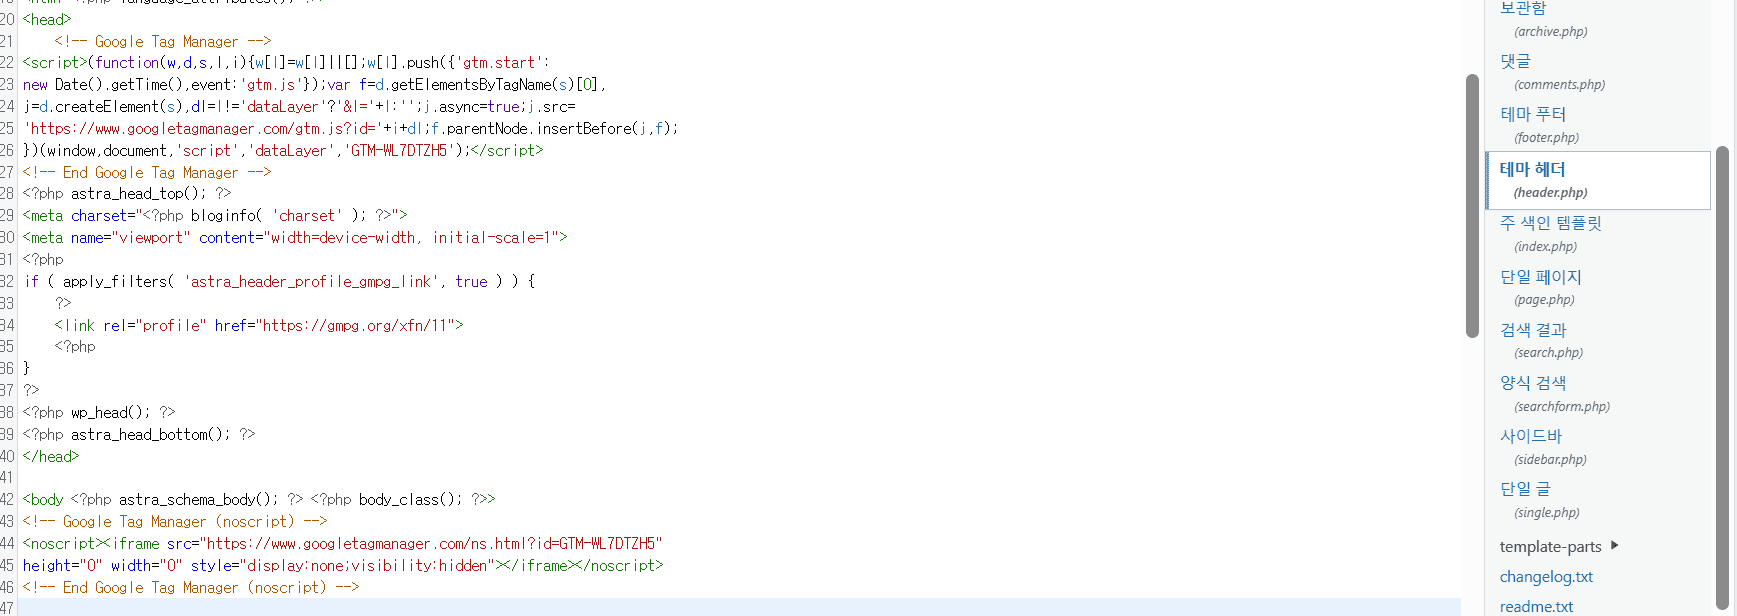 20 <head>
21 <!-- Google Tag Manager -->
22 <script>(function(w,d,s,l,i){w[l]=w[l]||[];w[l].push({'gtm.start':
23 new Date().getTime(),event:'gtm.js'});var f=d.getElementsByTagName(s)[0],
24 j=d.createElement(s),dl=l!='dataLayer'?'&l='+l:'';j.async=true;j.src=
25 'https://www.googletagmanager.com/gtm.js?id='+i+dl;f.parentNode.insertBefore(j,f);
26 })(window,document,'script','dataLayer','GTM-WL7DTZH5');</script>
27 <!-- End Google Tag Manager -->
28 <?php astra_head_top(); ?>
29 <meta charset="<?php bloginfo( 'charset' ); ?>">
30 <meta name="viewport" content="width=device-width, initial-scale=1">
31 <?php
32 if ( apply_filters( 'astra_header_profile_gmpg_link', true ) ) {
33 ?>
34 <link rel="profile" href="https://gmpg.org/xfn/11">
35 <?php
36 }
37 ?>
38 <?php wp_head(); ?>
39 <?php astra_head_bottom(); ?>
40 </head>
41
42 <body <?php astra_schema_body(); ?> <?php body_class(); ?>>
43 <!-- Google Tag Manager (noscript) -->
44 <noscript><iframe src="https://www.googletagmanager.com/ns.html?id=GTM-WL7DTZH5"
45 height="0" width="0" style="display:none;visibility:hidden"></iframe></noscript>
46 <!-- End Google Tag Manager (noscript) -->
47
보관함
(archive.php)
댓글
(comments.php)
테마 푸터
(footer.php)
테마 헤더
(header.php)
주 색인 템플릿
(index.php)
단일 페이지
(page.php)
검색 결과
(search.php)
양식 검색
(searchform.php)
사이드바
(sidebar.php)
단일 글
(single.php)
template-parts
changelog.txt
readme.txt